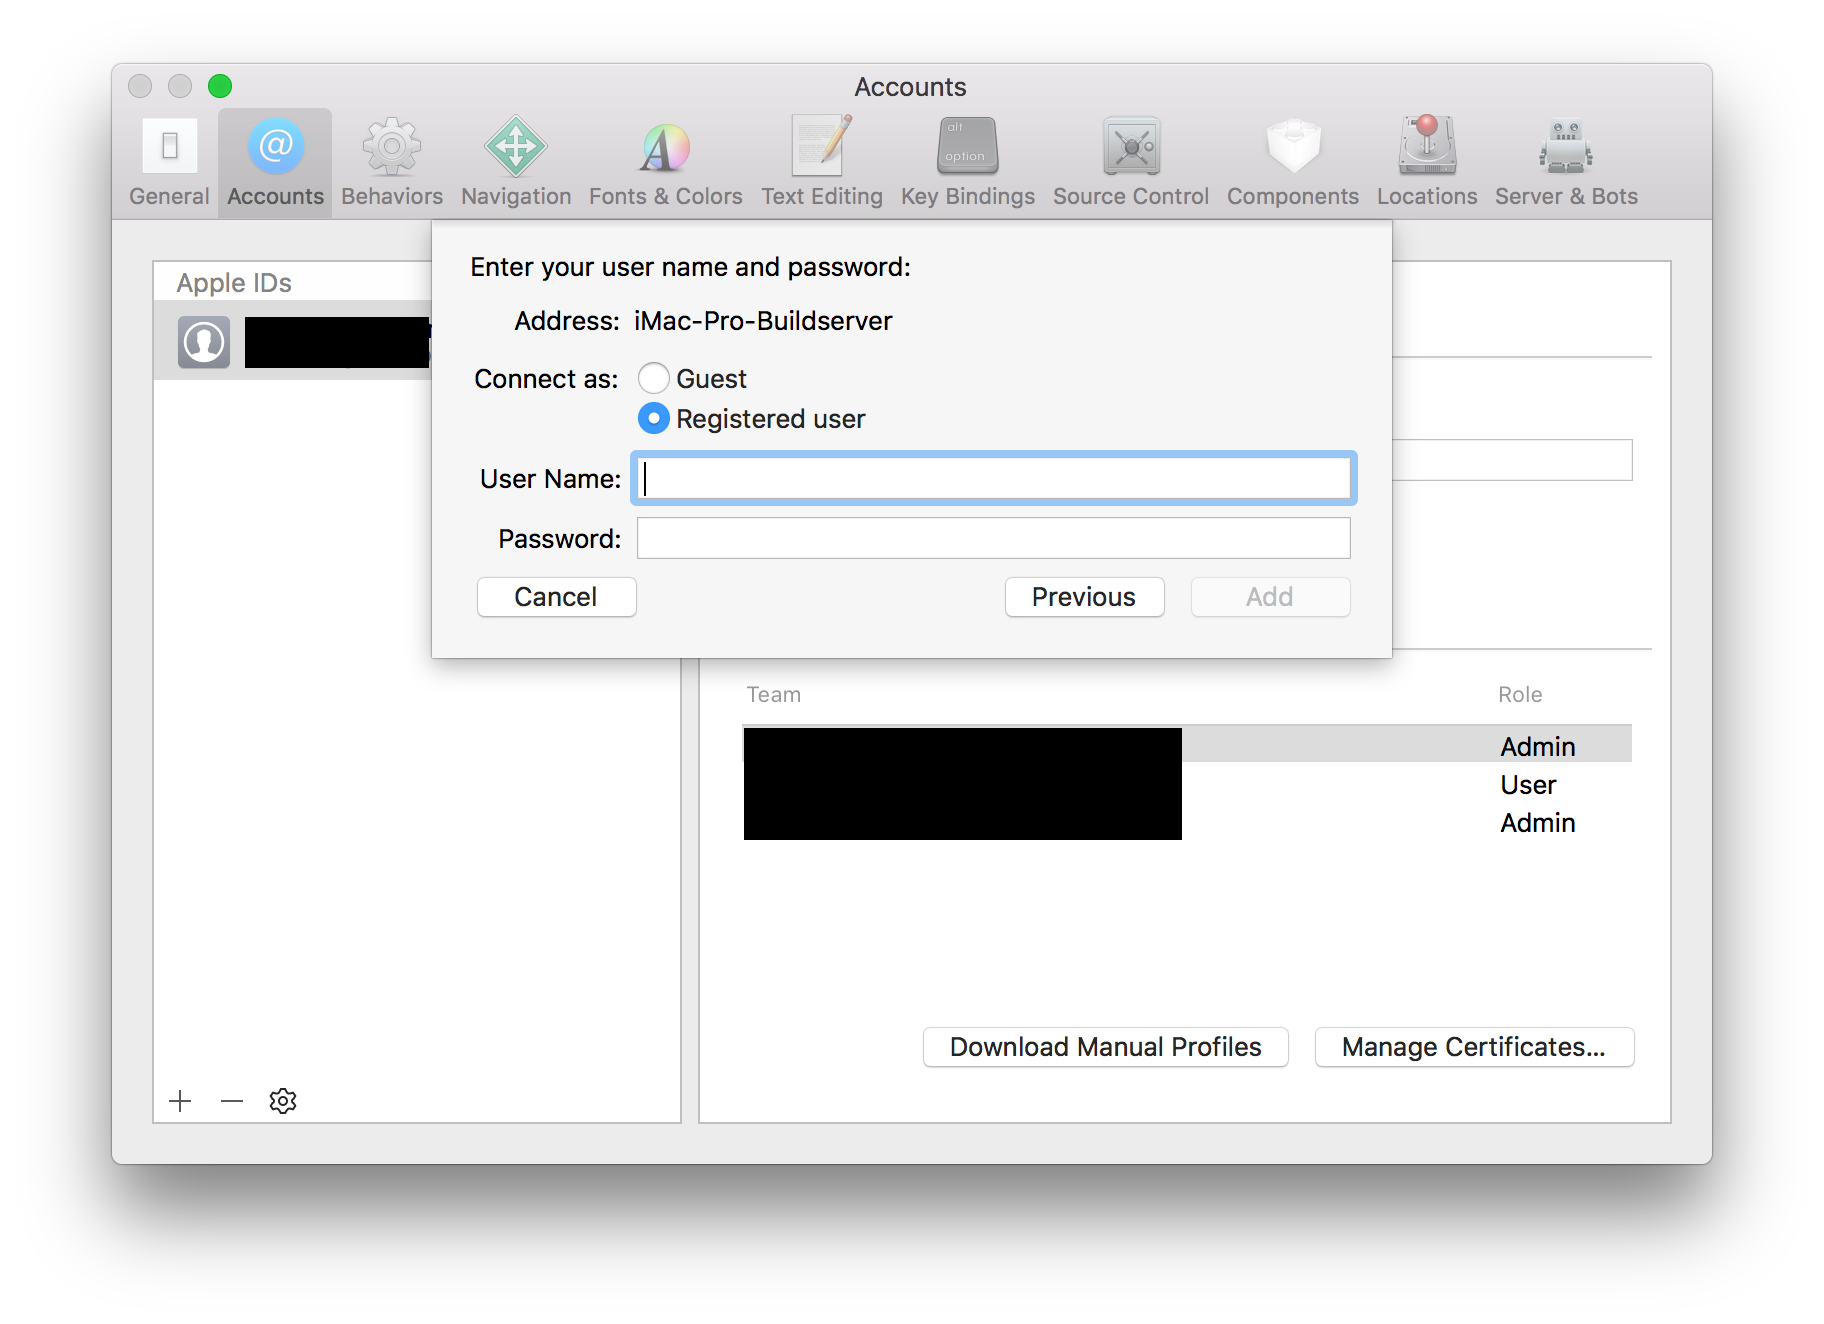 Accounts
General Accounts Behaviors Navigation Fonts & Colors Text Editing Key Bindings Source Control Components Locations Server & Bots
alt
option
Apple IDs
Enter your user name and password:
Address: iMac-Pro-Buildserver
Connect as: Guest
Registered user
User Name:
Password:
Cancel Previous Add
Team Role
Admin
User
Admin
Download Manual Profiles Manage Certificates...